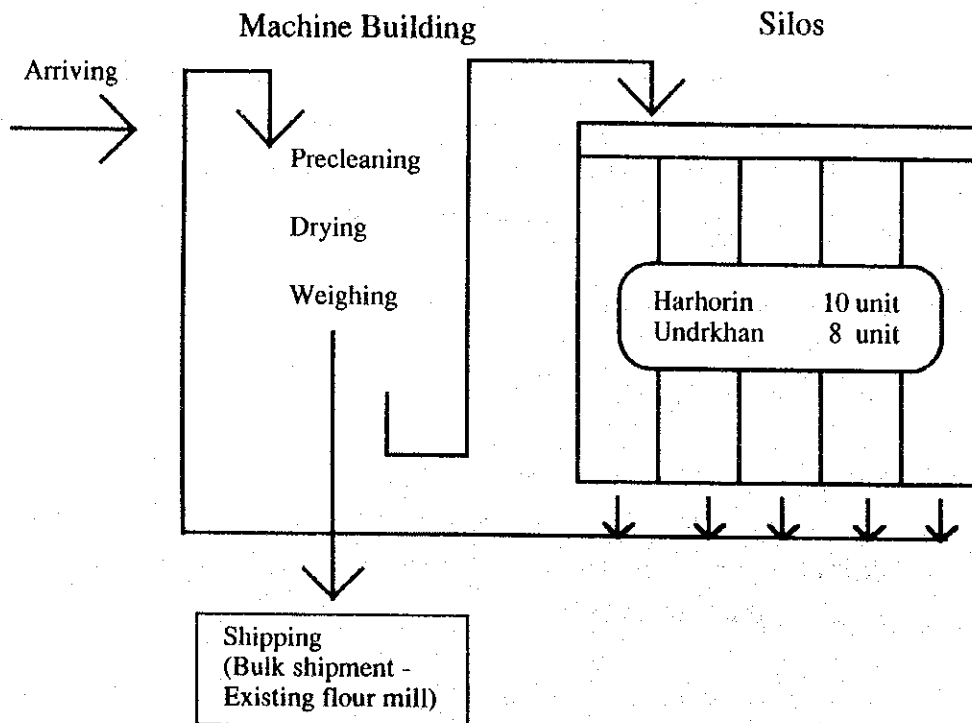 Machine Building
Silos
Arriving
Precleaning
Drying
Weighing
Harhorin 10 unit
Undrkhan 8 unit
Shipping
(Bulk shipment -
Existing flour mill)